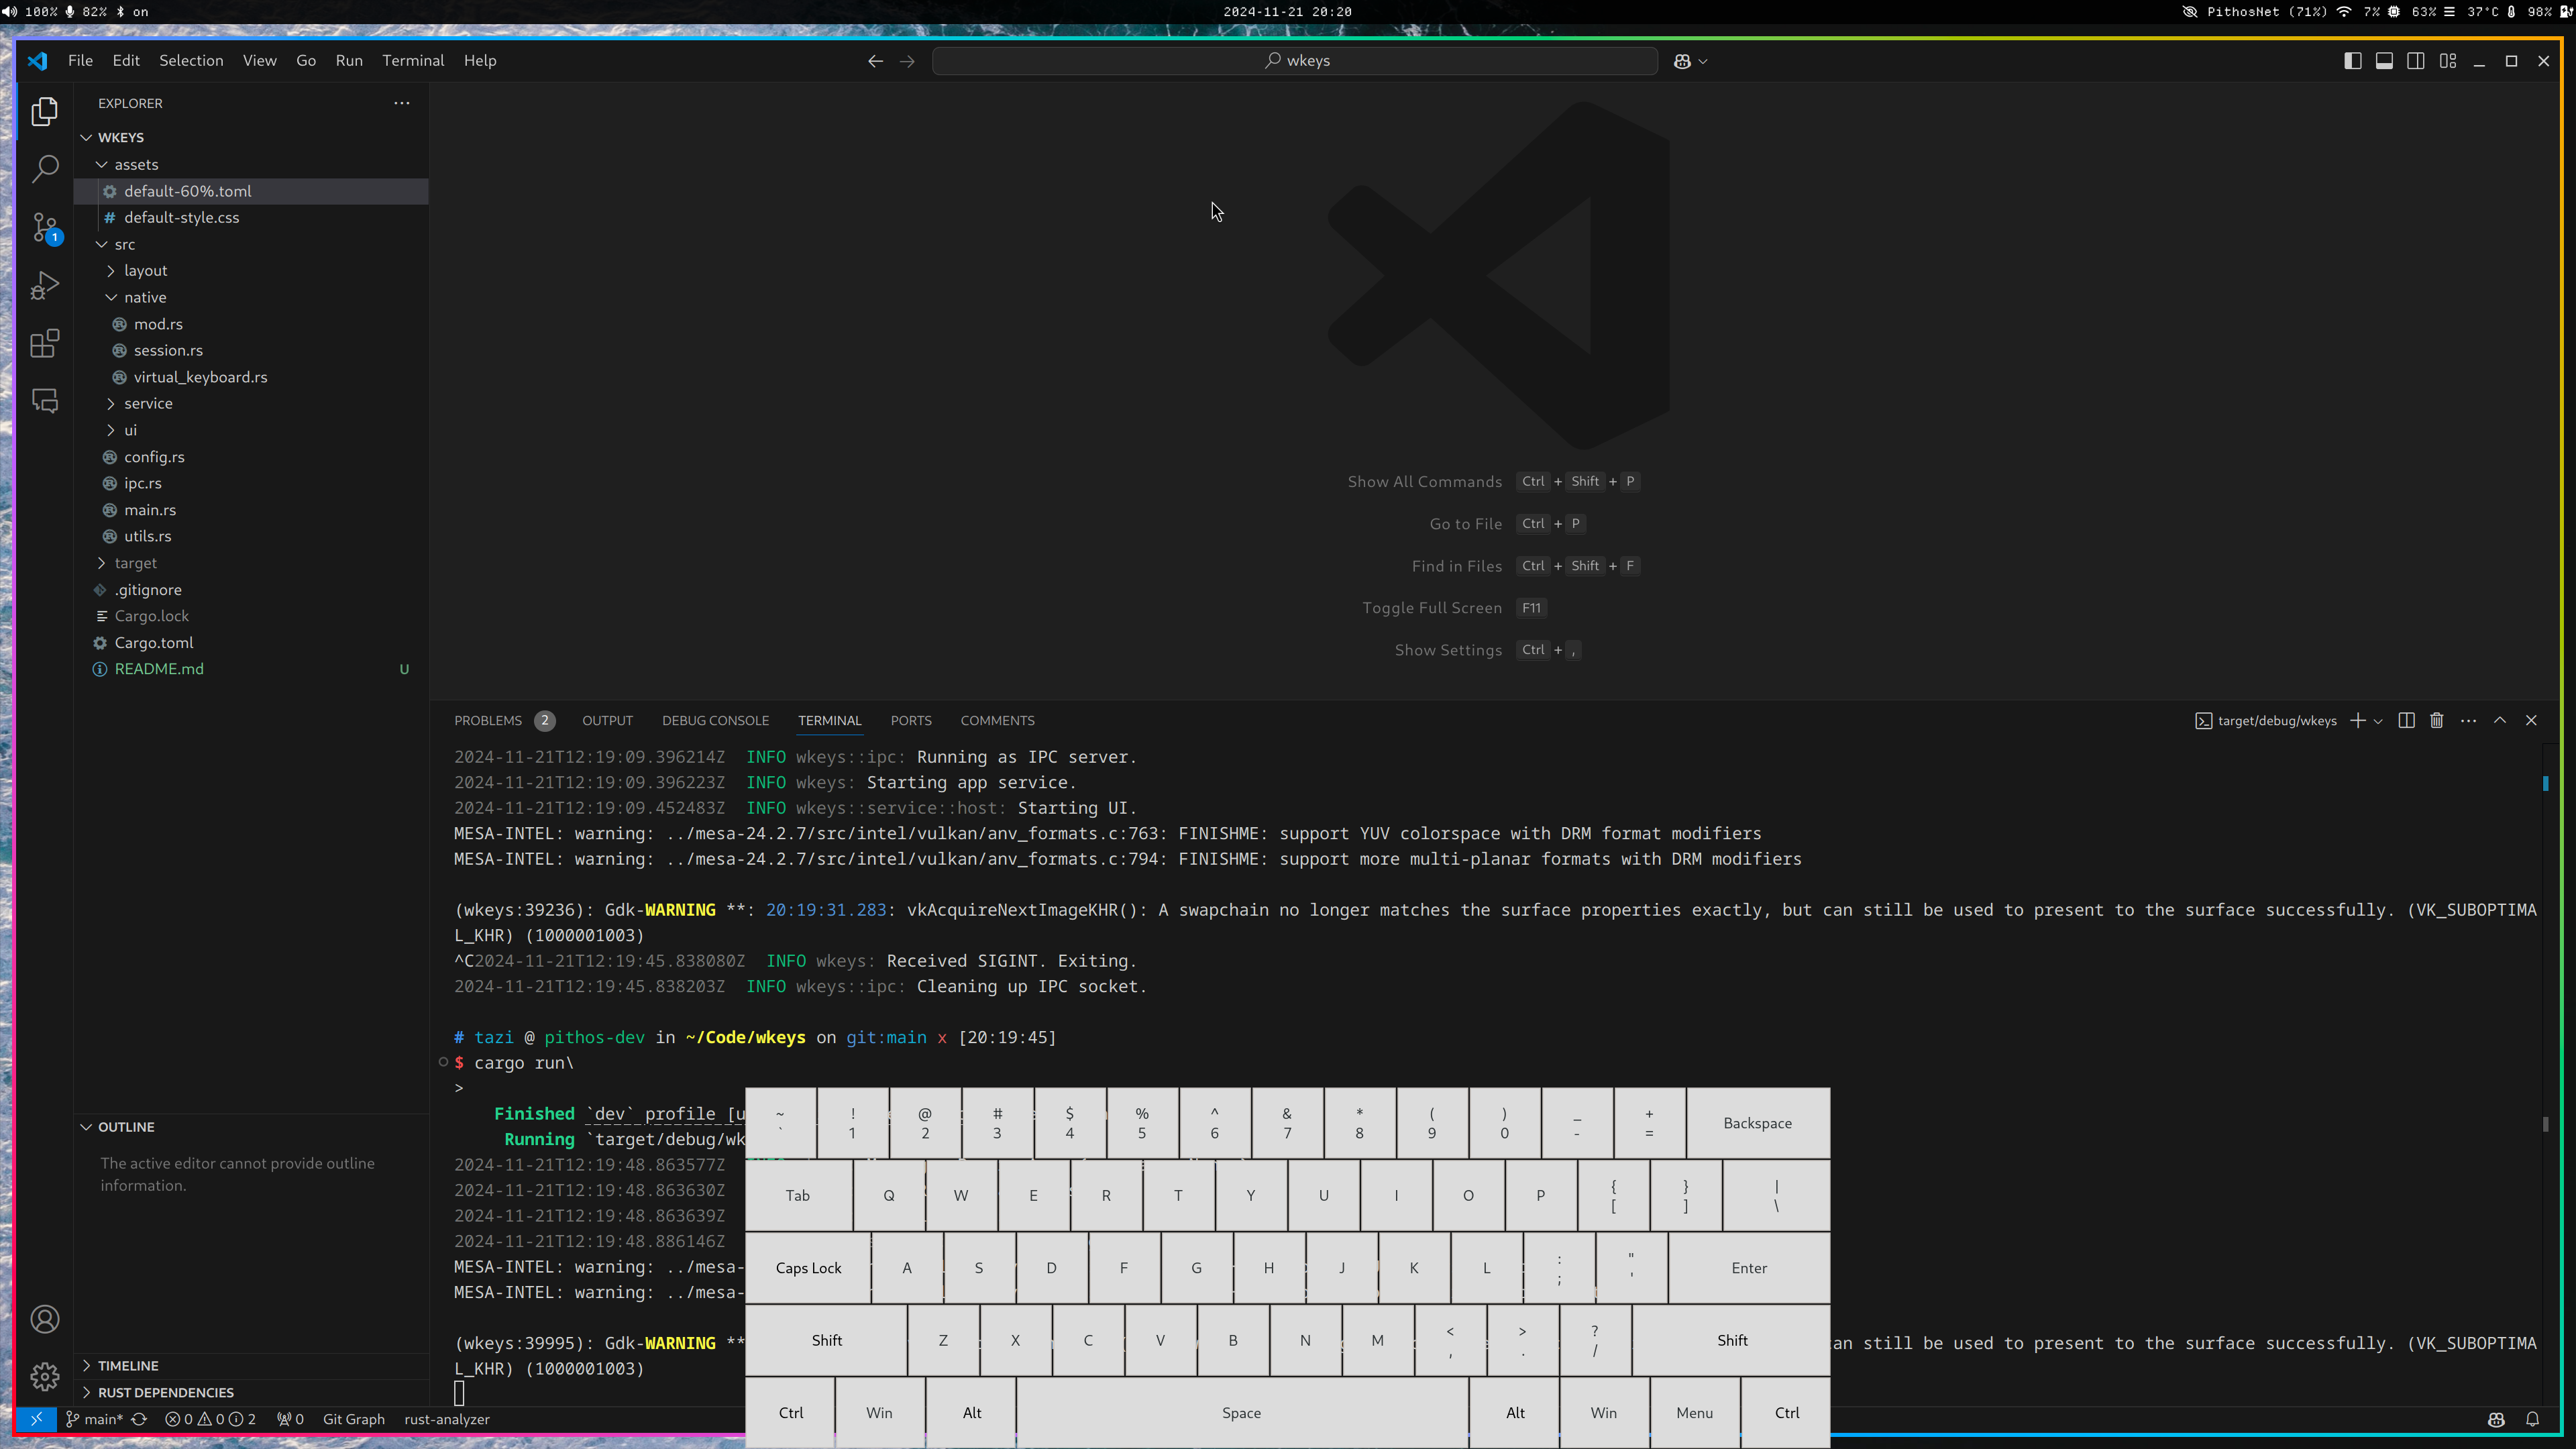 100% 82% on
2024-11-21 20:20
PithosNet (71%) 7% 63% 37°C 98%
File Edit Selection View Go Run Terminal Help
wkeys
EXPLORER
WKEYS
assets
default-60%.toml
default-style.css
src
layout
native
mod.rs
session.rs
virtual_keyboard.rs
service
ui
config.rs
ipc.rs
main.rs
utils.rs
target
.gitignore
Cargo.lock
Cargo.toml
README.md U
1
OUTLINE
The active editor cannot provide outline
information.
TIMELINE
RUST DEPENDENCIES
Show All Commands Ctrl + Shift + P
Go to File Ctrl + P
Find in Files Ctrl + Shift + F
Toggle Full Screen F11
Show Settings Ctrl + ,
PROBLEMS 2 OUTPUT DEBUG CONSOLE TERMINAL PORTS COMMENTS
target/debug/wkeys
2024-11-21T12:19:09.396214Z INFO wkeys::ipc: Running as IPC server.
2024-11-21T12:19:09.396223Z INFO wkeys: Starting app service.
2024-11-21T12:19:09.452483Z INFO wkeys::service::host: Starting UI.
MESA-INTEL: warning: ../mesa-24.2.7/src/intel/vulkan/anv_formats.c:763: FINISHME: support YUV colorspace with DRM format modifiers
MESA-INTEL: warning: ../mesa-24.2.7/src/intel/vulkan/anv_formats.c:794: FINISHME: support more multi-planar formats with DRM modifiers
(wkeys:39236): Gdk-WARNING **: 20:19:31.283: vkAcquireNextImageKHR(): A swapchain no longer matches the surface properties exactly, but can still be used to present to the surface successfully. (VK_SUBOPTIMA
L_KHR) (1000001003)
^C2024-11-21T12:19:45.838080Z INFO wkeys: Received SIGINT. Exiting.
2024-11-21T12:19:45.838203Z INFO wkeys::ipc: Cleaning up IPC socket.
# tazi @ pithos-dev in ~/Code/wkeys on git:main x [20:19:45]
$ cargo run\
>
Finished `dev` profile [u
Running `target/debug/wk
2024-11-21T12:19:48.863577Z
2024-11-21T12:19:48.863630Z
2024-11-21T12:19:48.863639Z
2024-11-21T12:19:48.886146Z
MESA-INTEL: warning: ../mesa-
MESA-INTEL: warning: ../mesa-
(wkeys:39995): Gdk-WARNING ** an still be used to present to the surface successfully. (VK_SUBOPTIMA
L_KHR) (1000001003)
~ ! @ # $ % ^ & * ( ) _ +
` 1 2 3 4 5 6 7 8 9 0 - = Backspace
Tab Q W E R T Y U I O P { } |
[ ] \
Caps Lock A S D F G H J K L : " Enter
; '
Shift Z X C V B N M < > ? Shift
, . /
Ctrl Win Alt Space Alt Win Menu Ctrl
main* 0 0 2 0 Git Graph rust-analyzer